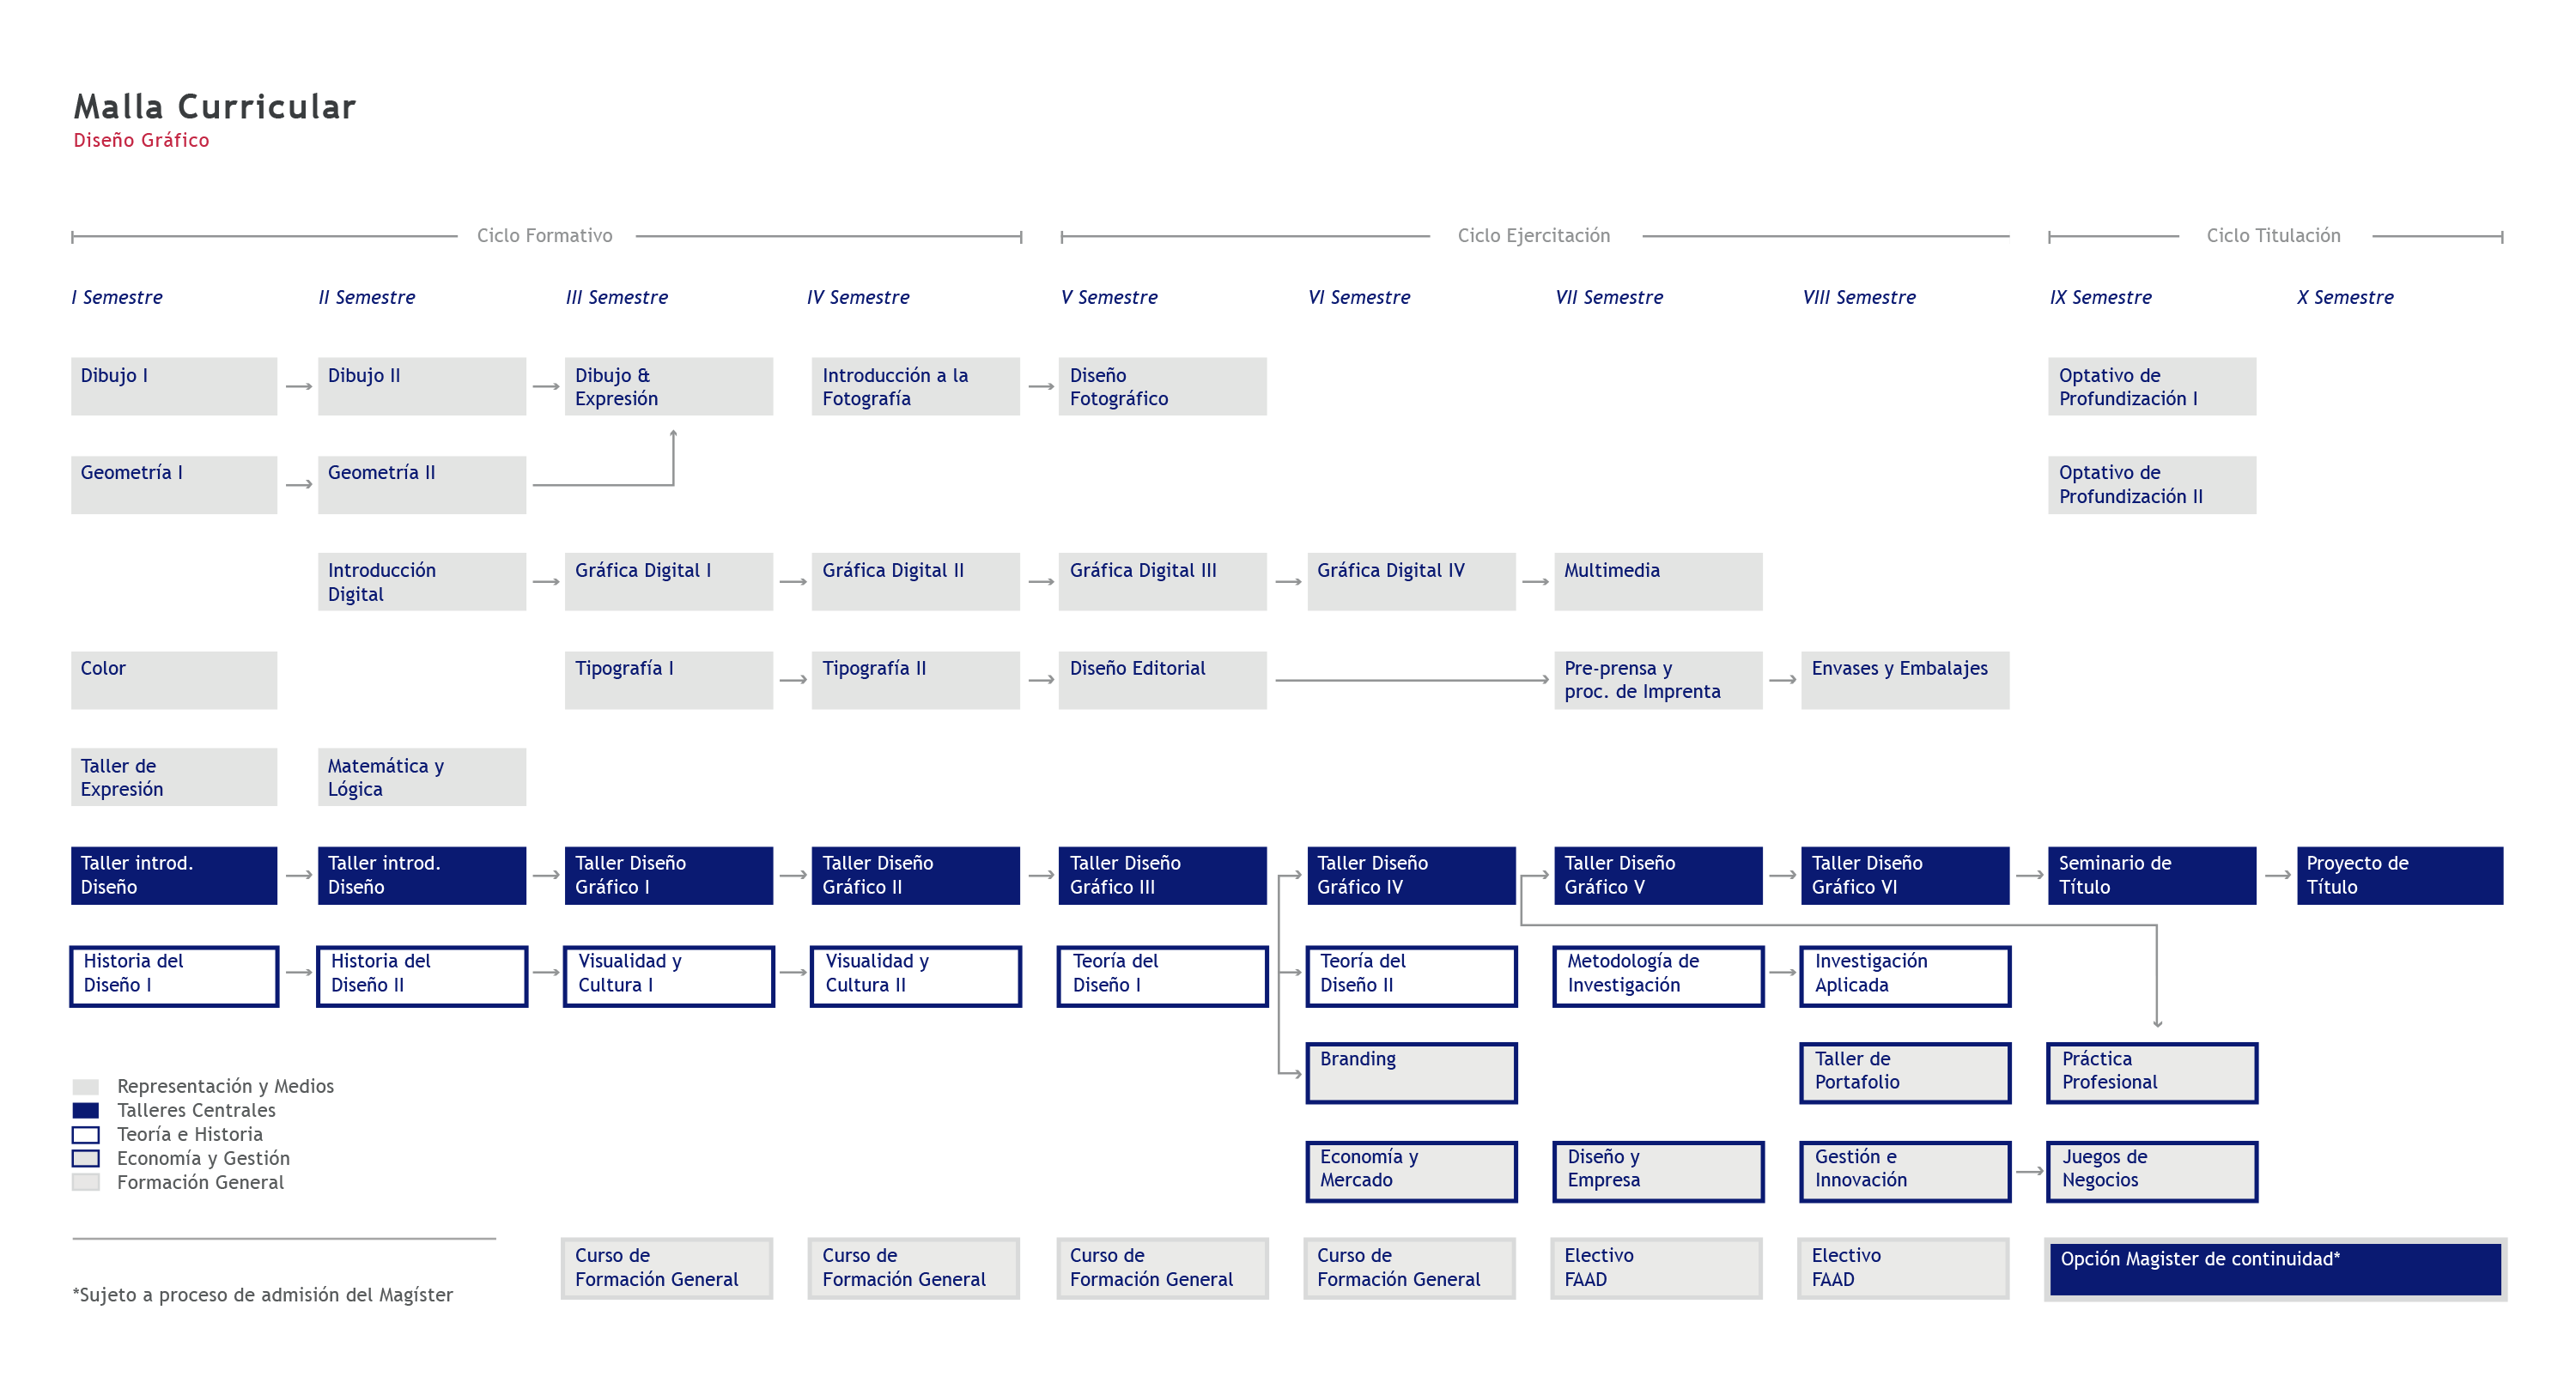 Malla Curricular
Diseño Gráfico
Ciclo Formativo
Ciclo Ejercitación
Ciclo Titulación
I Semestre
II Semestre
III Semestre
IV Semestre
V Semestre
VI Semestre
VII Semestre
VIII Semestre
IX Semestre
X Semestre
Dibujo I
Dibujo II
Dibujo &
Expresión
Introducción a la
Fotografía
Diseño
Fotográfico
Optativo de
Profundización I
Geometría I
Geometría II
Optativo de
Profundización II
Introducción
Digital
Gráfica Digital I
Gráfica Digital II
Gráfica Digital III
Gráfica Digital IV
Multimedia
Color
Tipografía I
Tipografía II
Diseño Editorial
Pre-prensa y
proc. de Imprenta
Envases y Embalajes
Taller de
Expresión
Matemática y
Lógica
Taller introd.
Diseño
Taller introd.
Diseño
Taller Diseño
Gráfico I
Taller Diseño
Gráfico II
Taller Diseño
Gráfico III
Taller Diseño
Gráfico IV
Taller Diseño
Gráfico V
Taller Diseño
Gráfico VI
Seminario de
Título
Proyecto de
Título
Historia del
Diseño I
Historia del
Diseño II
Visualidad y
Cultura I
Visualidad y
Cultura II
Teoría del
Diseño I
Teoría del
Diseño II
Metodología de
Investigación
Investigación
Aplicada
Branding
Taller de
Portafolio
Práctica
Profesional
Representación y Medios
Talleres Centrales
Teoría e Historia
Economía y Gestión
Formación General
Economía y
Mercado
Diseño y
Empresa
Gestión e
Innovación
Juegos de
Negocios
Curso de
Formación General
Curso de
Formación General
Curso de
Formación General
Curso de
Formación General
Electivo
FAAD
Electivo
FAAD
Opción Magister de continuidad*
*Sujeto a proceso de admisión del Magíster